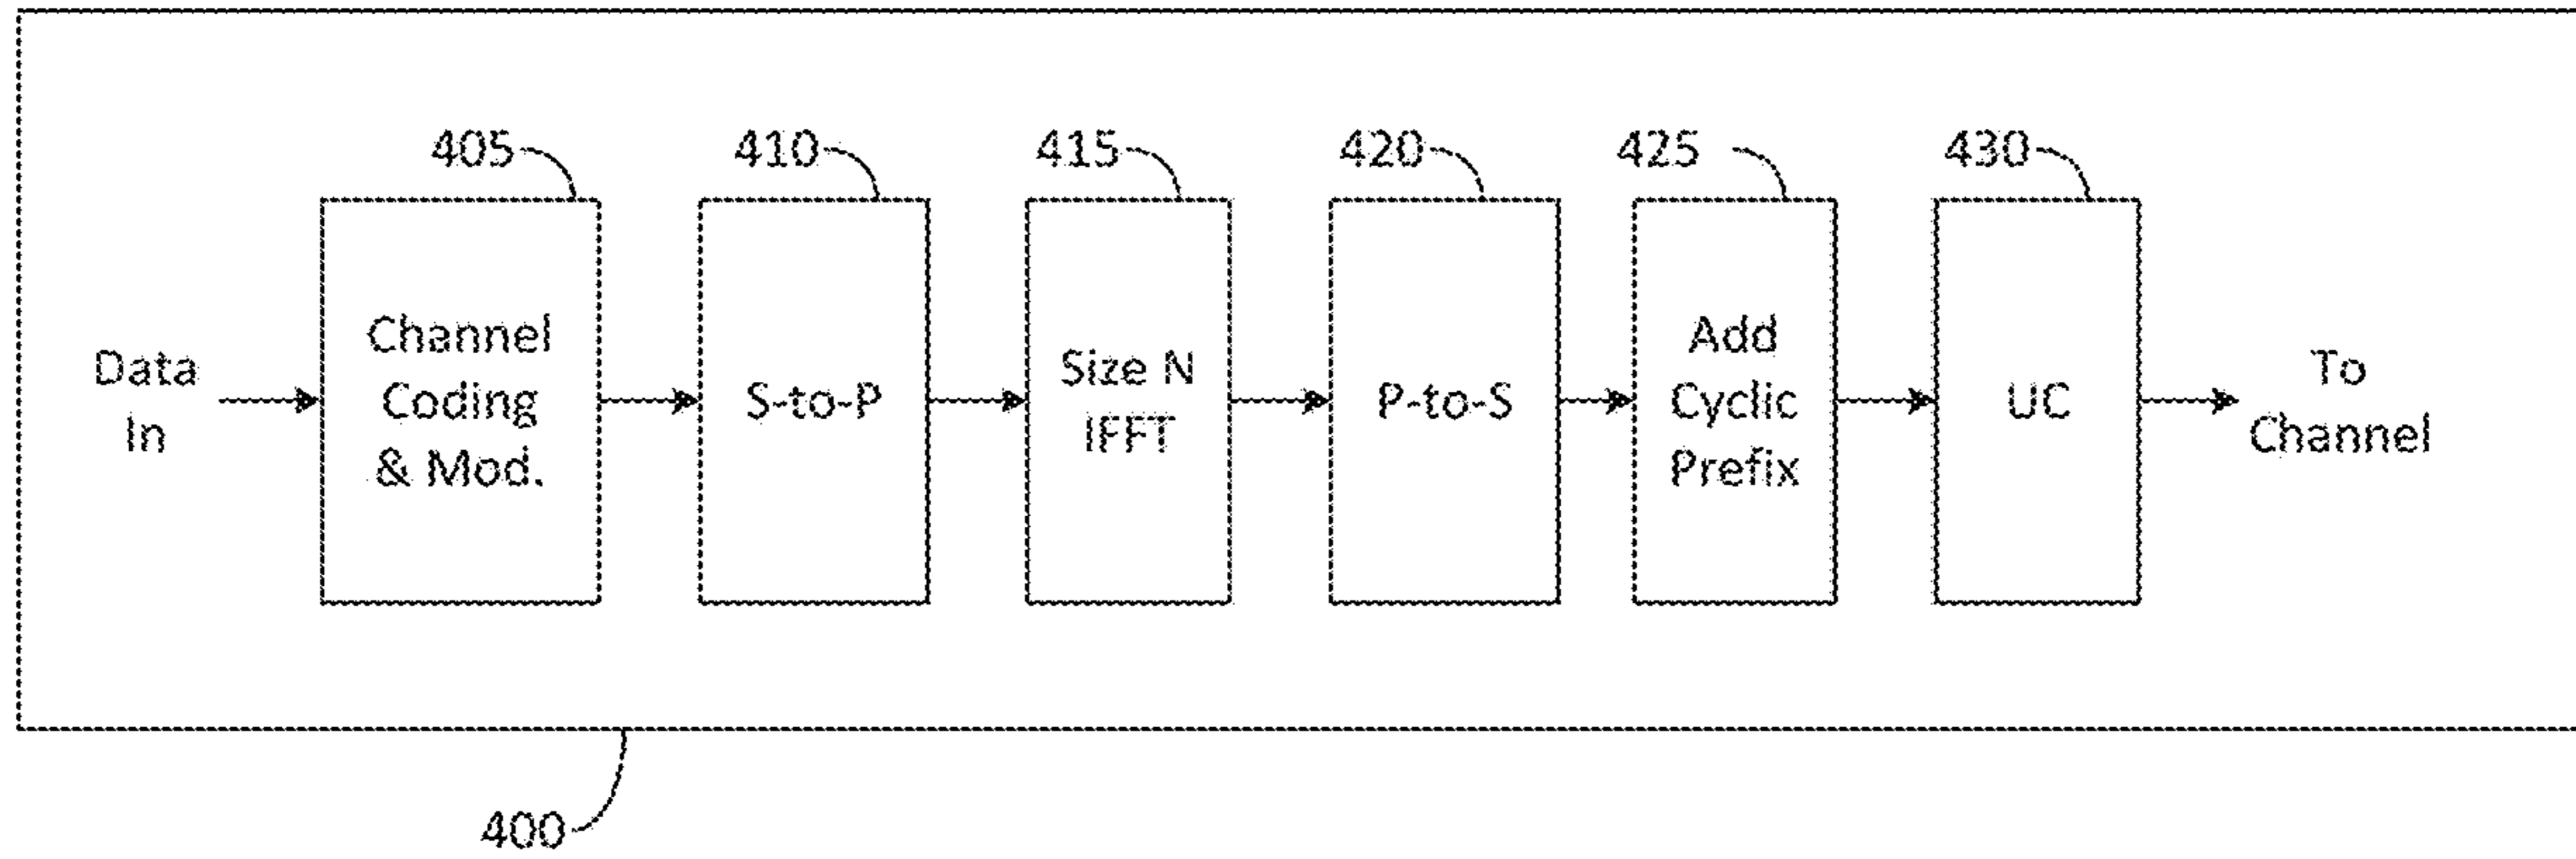 405
410
415
420
425
430
Data
In
Channel
Coding
& Mod.
S-to-P
Size N
IFFT
P-to-S
Add
Cyclic
Prefix
UC
To
Channel
400